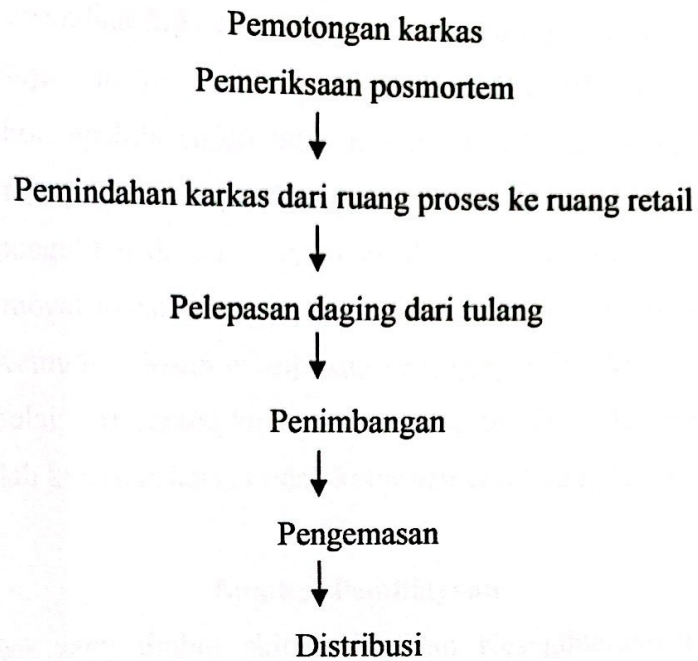 Pemotongan karkas
Pemeriksaan posmortem
Pemindahan karkas dari ruang proses ke ruang retail
Pelepasan daging dari tulang
Penimbangan
Pengemasan
Distribusi